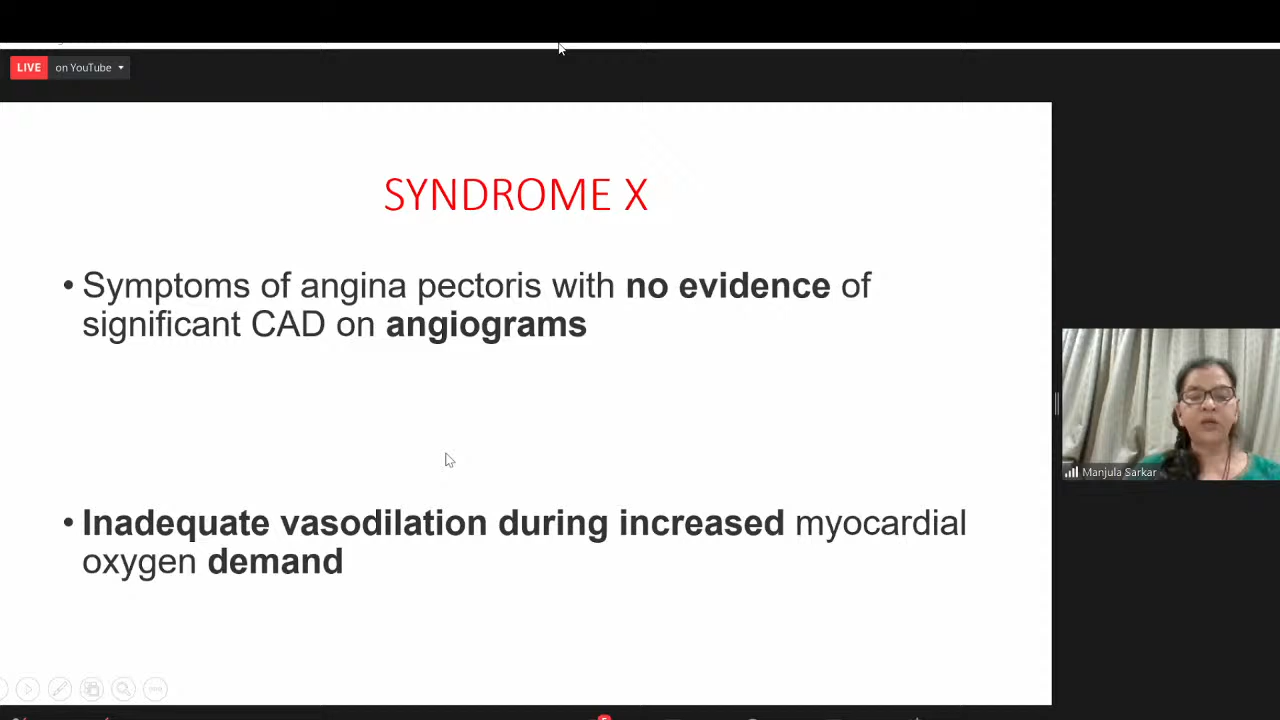 LIVE on YouTube
SYNDROME X
• Symptoms of angina pectoris with no evidence of
significant CAD on angiograms
• Inadequate vasodilation during increased myocardial
oxygen demand
Manjula Sarkar